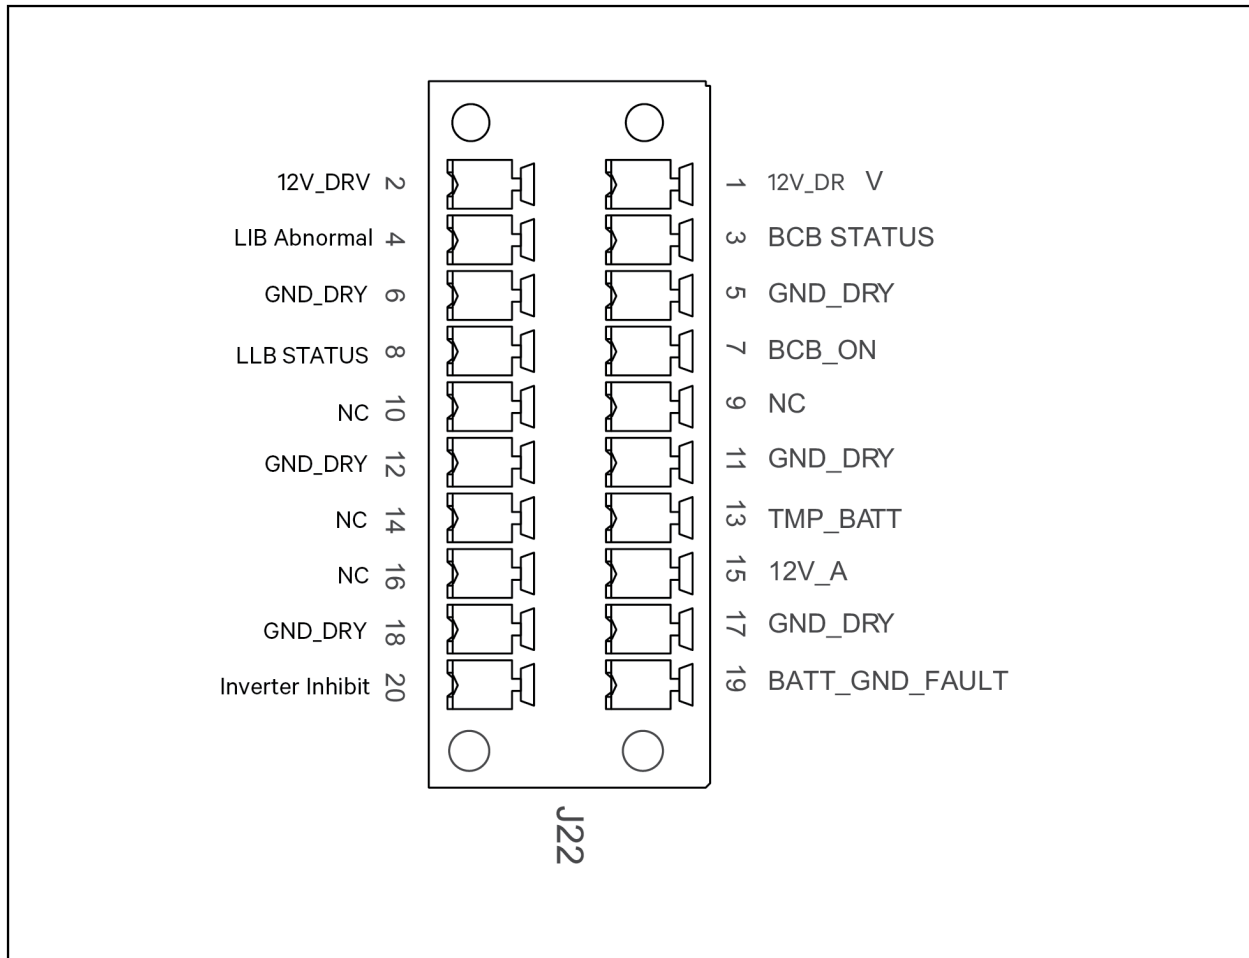 12V_DRV 2 1 12V_DR V
LIB Abnormal 4 3 BCB STATUS
GND_DRY 6 5 GND_DRY
LLB STATUS 8 7 BCB_ON
NC 10 9 NC
GND_DRY 12 11 GND_DRY
NC 14 13 TMP_BATT
NC 16 15 12V_A
GND_DRY 18 17 GND_DRY
Inverter Inhibit 20 19 BATT_GND_FAULT
J22